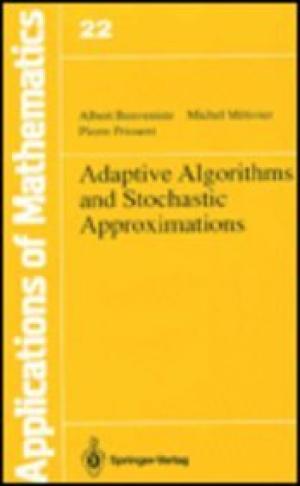 Applications of Mathematics
22
Albert Benveniste Michel Métivier
Pierre Priouret
Adaptive Algorithms
and Stochastic
Approximations
Springer-Verlag